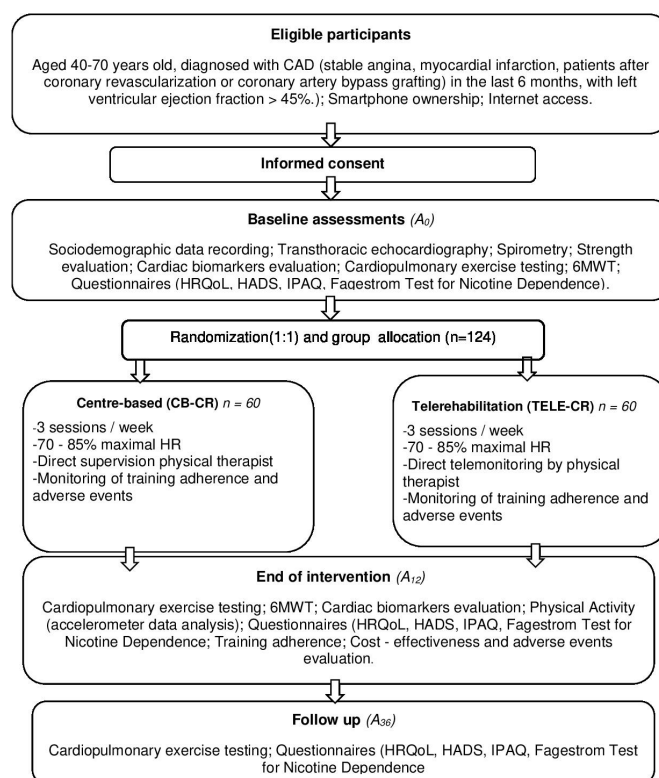 Eligible participants
Aged 40-70 years old, diagnosed with CAD (stable angina, myocardial infarction, patients after
coronary revascularization or coronary artery bypass grafting) in the last 6 months, with left
ventricular ejection fraction > 45%.); Smartphone ownership; Internet access.
Informed consent
Baseline assessments (A0)
Sociodemographic data recording; Transthoracic echocardiography; Spirometry; Strength
evaluation; Cardiac biomarkers evaluation; Cardiopulmonary exercise testing; 6MWT;
Questionnaires (HRQoL, HADS, IPAQ, Fagestrom Test for Nicotine Dependence).
Randomization(1:1) and group allocation (n=124)
Centre-based (CB-CR) n = 60
-3 sessions / week
-70 - 85% maximal HR
-Direct supervision physical therapist
-Monitoring of training adherence and
adverse events
Telerehabilitation (TELE-CR) n = 60
-3 sessions / week
-70 - 85% maximal HR
-Direct telemonitoring by physical
therapist
-Monitoring of training adherence and
adverse events
End of intervention (A12)
Cardiopulmonary exercise testing; 6MWT; Cardiac biomarkers evaluation; Physical Activity
(accelerometer data analysis); Questionnaires (HRQoL, HADS, IPAQ, Fagestrom Test for
Nicotine Dependence; Training adherence; Cost - effectiveness and adverse events
evaluation.
Follow up (A36)
Cardiopulmonary exercise testing; Questionnaires (HRQoL, HADS, IPAQ, Fagestrom Test
for Nicotine Dependence